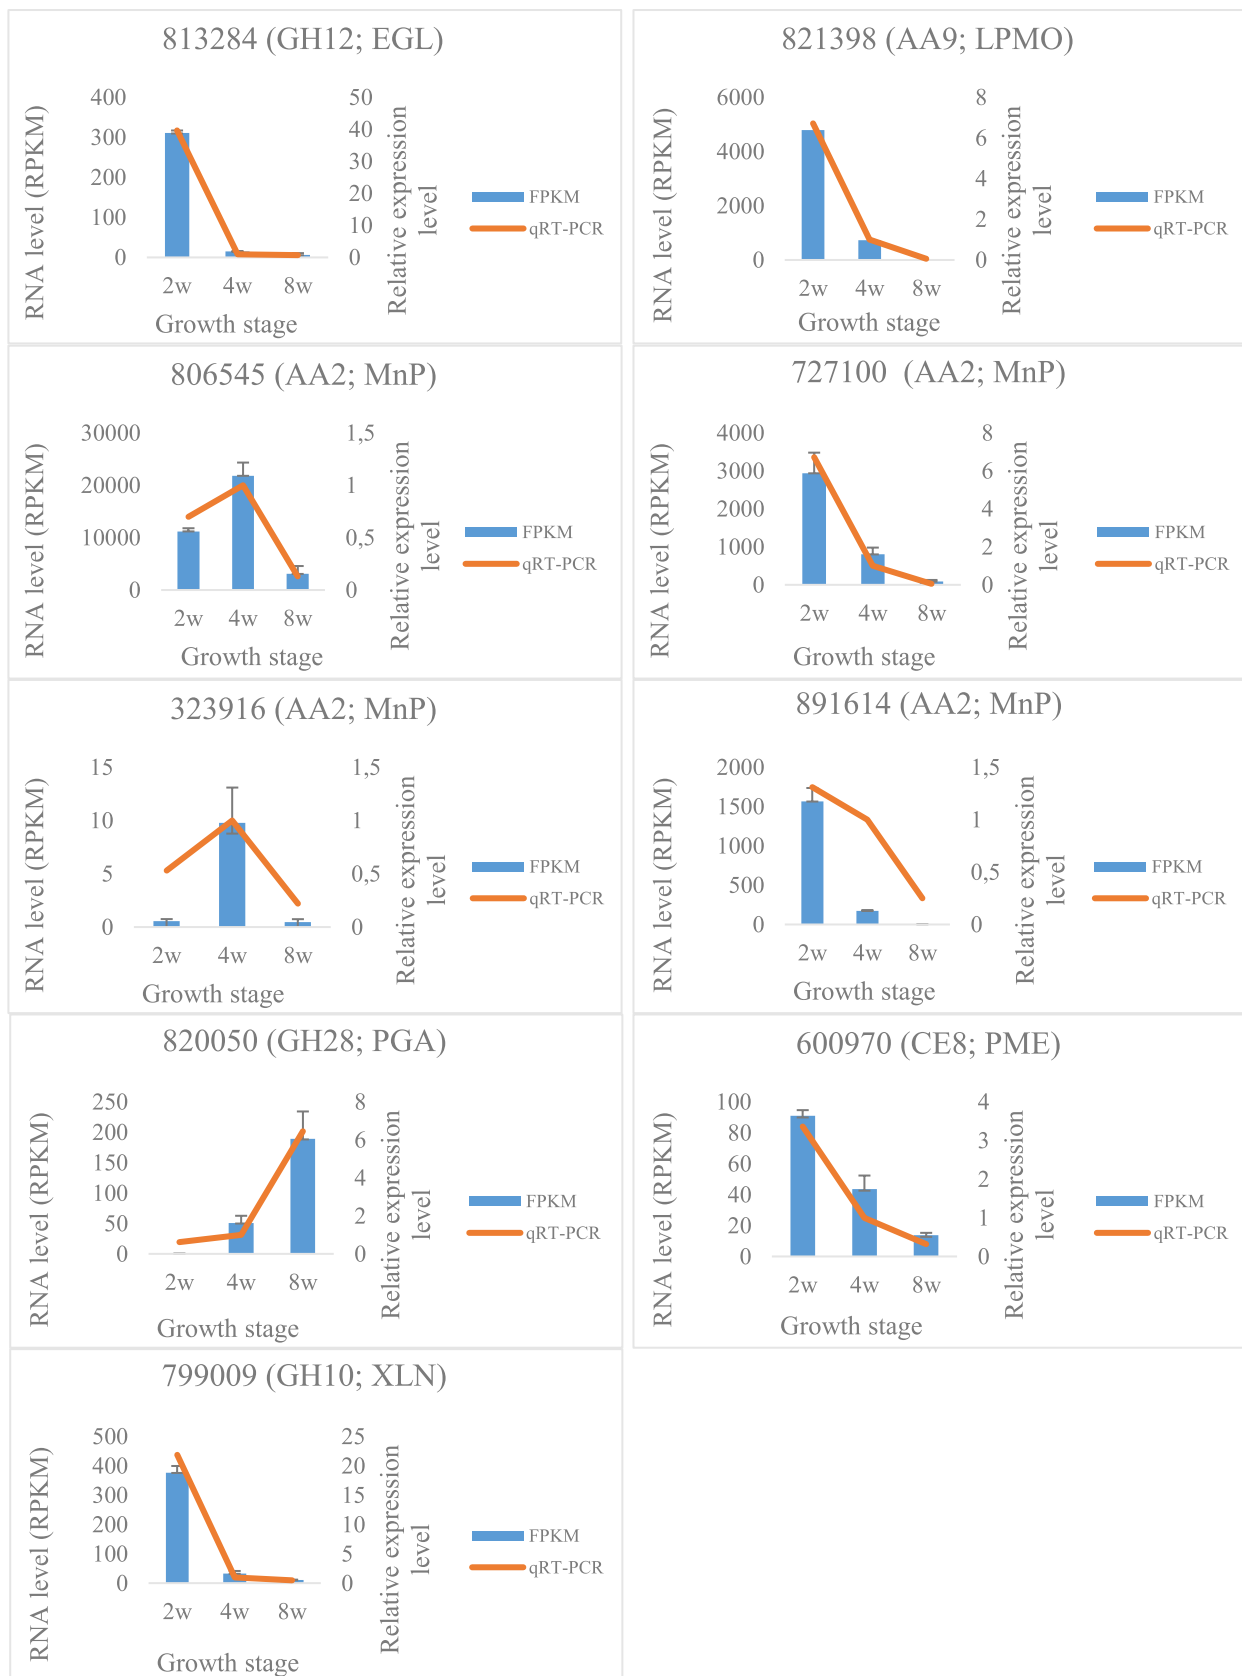 813284 (GH12; EGL)
RNA level (RPKM)
400
300
200
100
0
2w 4w 8w
Growth stage
50
40
30
20
10
0
Relative expression
level
FPKM
qRT-PCR
821398 (AA9; LPMO)
RNA level (RPKM)
6000
4000
2000
0
2w 4w 8w
Growth stage
8
6
4
2
0
Relative expression
level
FPKM
qRT-PCR
806545 (AA2; MnP)
RNA level (RPKM)
30000
20000
10000
0
2w 4w 8w
Growth stage
1,5
1
0,5
0
Relative expression
level
FPKM
qRT-PCR
727100 (AA2; MnP)
RNA level (RPKM)
4000
3000
2000
1000
0
2w 4w 8w
Growth stage
8
6
4
2
0
Relative expression
level
FPKM
qRT-PCR
323916 (AA2; MnP)
RNA level (RPKM)
15
10
5
0
2w 4w 8w
Growth stage
1,5
1
0,5
0
Relative expression
level
FPKM
qRT-PCR
891614 (AA2; MnP)
RNA level (RPKM)
2000
1500
1000
500
0
2w 4w 8w
Growth stage
1,5
1
0,5
0
Relative expression
level
FPKM
qRT-PCR
820050 (GH28; PGA)
RNA level (RPKM)
250
200
150
100
50
0
2w 4w 8w
Growth stage
8
6
4
2
0
Relative expression
level
FPKM
qRT-PCR
600970 (CE8; PME)
RNA level (RPKM)
100
80
60
40
20
0
2w 4w 8w
Growth stage
4
3
2
1
0
Relative expression
level
FPKM
qRT-PCR
799009 (GH10; XLN)
RNA level (RPKM)
500
400
300
200
100
0
2w 4w 8w
Growth stage
25
20
15
10
5
0
Relative expression
level
FPKM
qRT-PCR